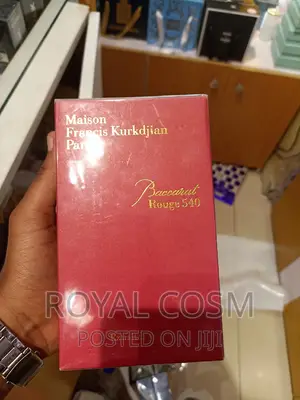 Maison
Francis Kurkdjian
Paris
Baccarat
Rouge 540
ROYAL COSM
POSTED ON JIJI